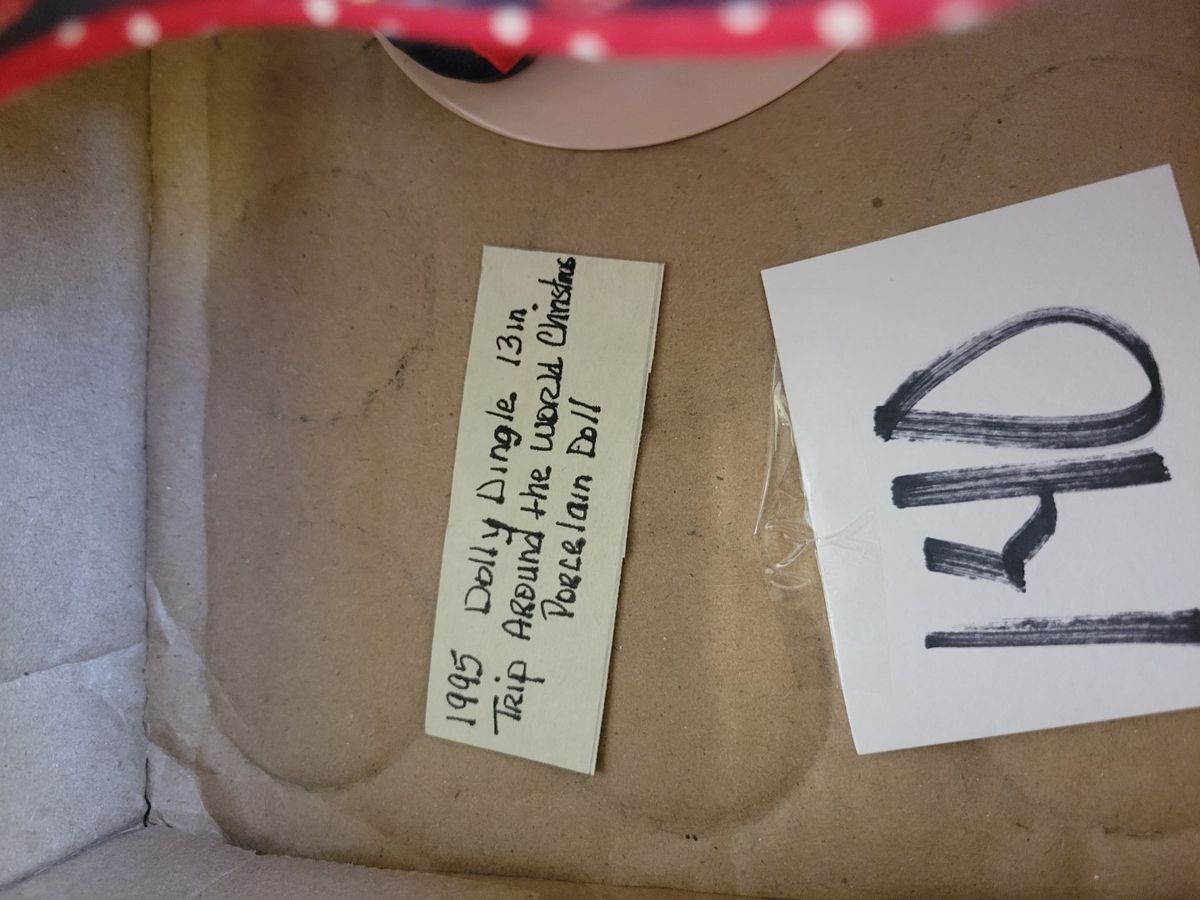 1995 Dolly Dingle 13in.
Trip Around the World Christmas
Porcelain Doll
140